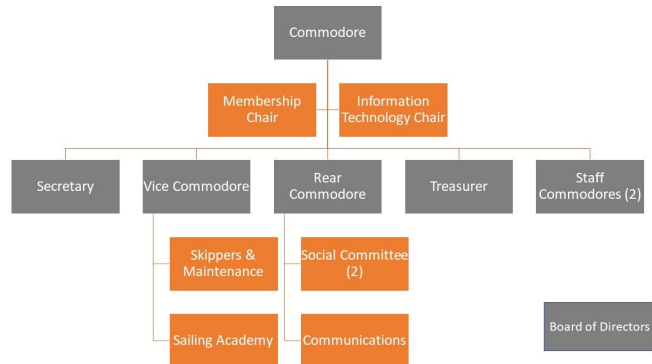 Commodore
Membership
Chair
Information
Technology Chair
Secretary
Vice Commodore
Rear
Commodore
Treasurer
Staff
Commodores (2)
Skippers &
Maintenance
Social Committee
(2)
Sailing Academy
Communications
Board of Directors